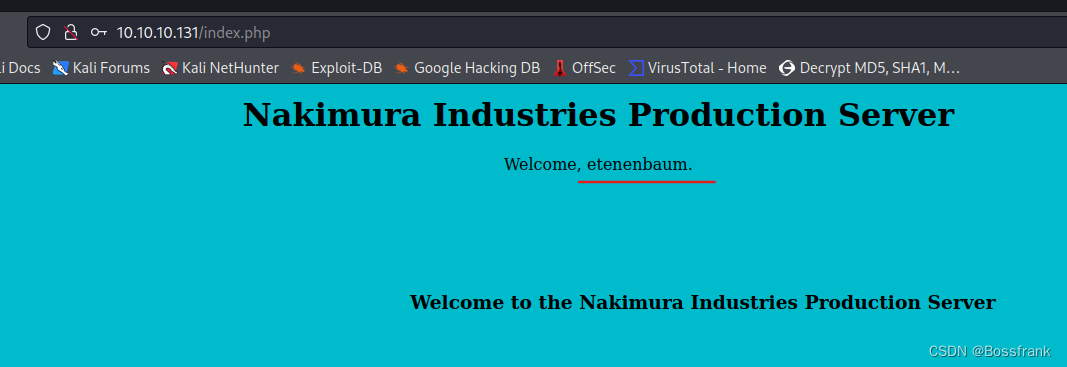 10.10.10.131/index.php
li Docs Kali Forums Kali NetHunter Exploit-DB Google Hacking DB OffSec VirusTotal - Home Decrypt MD5, SHA1, M...
Nakimura Industries Production Server
Welcome, etenenbaum.
Welcome to the Nakimura Industries Production Server
CSDN @Bossfrank